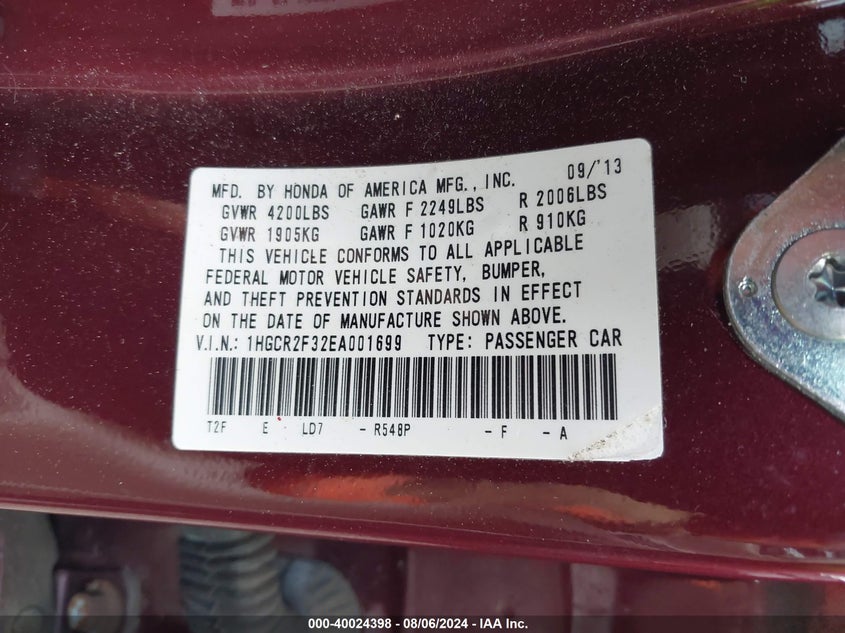 MFD. BY HONDA OF AMERICA MFG., INC. 09/'13
GVWR 4200LBS GAWR F 2249LBS R 2006LBS
GVWR 1905KG GAWR F 1020KG R 910KG
THIS VEHICLE CONFORMS TO ALL APPLICABLE
FEDERAL MOTOR VEHICLE SAFETY, BUMPER,
AND THEFT PREVENTION STANDARDS IN EFFECT
ON THE DATE OF MANUFACTURE SHOWN ABOVE.
V.I.N.: 1HGCR2F32EA001699 TYPE: PASSENGER CAR
T2F E LD7 - R548P - F - A
000-40024398 - 08/06/2024 - IAA Inc.